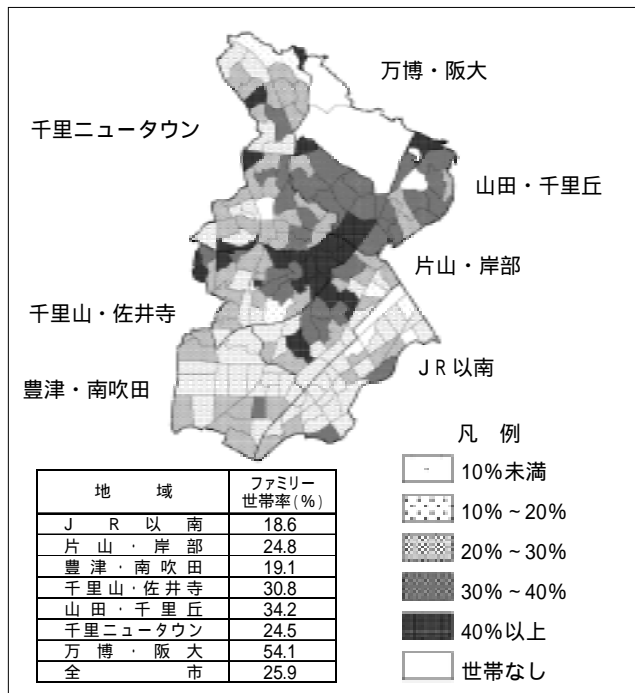 万博・阪大
千里ニュータウン
山田・千里丘
片山・岸部
千里山・佐井寺
JR以南
豊津・南吹田
凡 例
10%未満
10%~20%
20%~30%
30%~40%
40%以上
世帯なし
地 域 ファミリー世帯率(%)
JR以南 18.6
片山・岸部 24.8
豊津・南吹田 19.1
千里山・佐井寺 30.8
山田・千里丘 34.2
千里ニュータウン 24.5
万博・阪大 54.1
全市 25.9